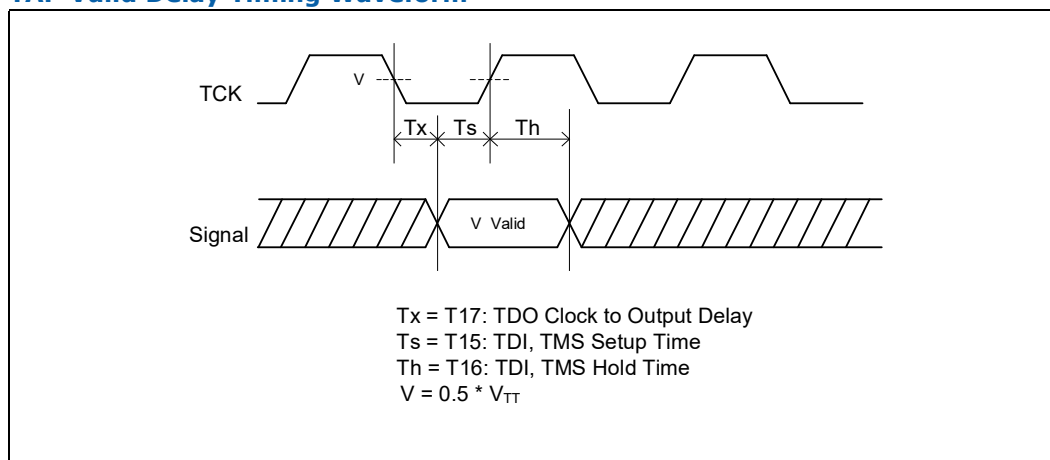 TAP Valid Delay Timing Waveform
V
TCK
Tx Ts Th
V Valid
Signal
Tx = T17: TDO Clock to Output Delay
Ts = T15: TDI, TMS Setup Time
Th = T16: TDI, TMS Hold Time
V = 0.5 * VTT